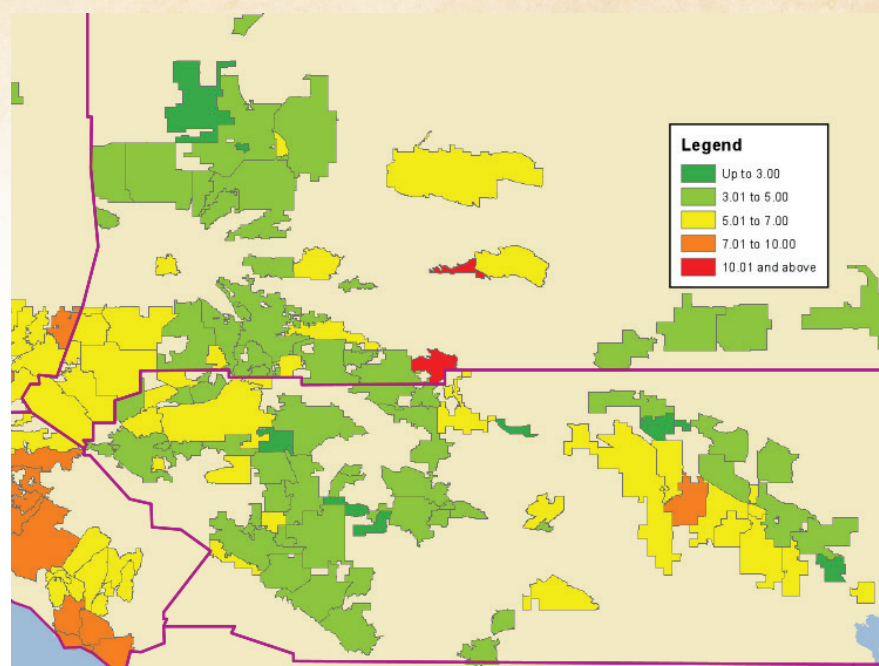 Legend
Up to 3.00
3.01 to 5.00
5.01 to 7.00
7.01 to 10.00
10.01 and above